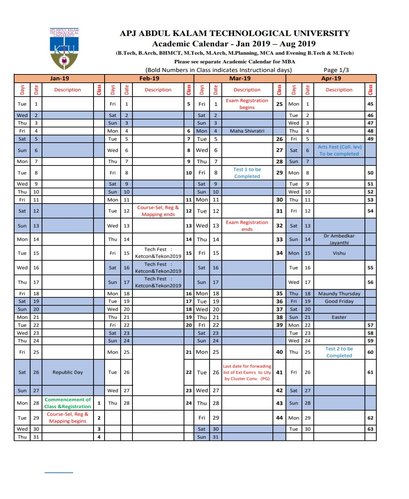 APJ ABDUL KALAM TECHNOLOGICAL UNIVERSITY
Academic Calendar - Jan 2019 – Aug 2019
(B.Tech, B.Arch, BHMCT, M.Tech, M.Arch, M.Planning, MCA and Evening B.Tech & M.Tech)
Please see separate Academic Calendar for MBA
(Bold Numbers in Class indicates Instructional days) Page 1/3
Jan-19 Feb-19 Mar-19 Apr-19
Days Date Description Class Days Date Description Class Days Date Description Class Days Date Description Class
Tue 1 Fri 1 5 Fri 1 Exam Registration begins 25 Mon 1 45
Wed 2 Sat 2 Sat 2 Tue 2 46
Thu 3 Sun 3 Sun 3 Wed 3 47
Fri 4 Mon 4 6 Mon 4 Maha Shivratri Thu 4 48
Sat 5 Tue 5 7 Tue 5 26 Fri 5 49
Sun 6 Wed 6 8 Wed 6 27 Sat 6 Arts Fest (Coll. lev) To be completed
Mon 7 Thu 7 9 Thu 7 28 Sun 7
Tue 8 Fri 8 10 Fri 8 Test 1 to be Completed 29 Mon 8 50
Wed 9 Sat 9 Sat 9 Tue 9 51
Thu 10 Sun 10 Sun 10 Wed 10 52
Fri 11 Mon 11 11 Mon 11 30 Thu 11 53
Sat 12 Tue 12 Course-Sel, Reg & Mapping ends 12 Tue 12 31 Fri 12 54
Sun 13 Wed 13 13 Wed 13 Exam Registration ends 32 Sat 13
Mon 14 Thu 14 14 Thu 14 33 Sun 14 Dr Ambedkar Jayanthi
Tue 15 Fri 15 Tech Fest : Ketcon&Tekon2019 15 Fri 15 34 Mon 15 Vishu
Wed 16 Sat 16 Tech Fest : Ketcon&Tekon2019 Sat 16 Tue 16 55
Thu 17 Sun 17 Tech Fest : Ketcon&Tekon2019 Sun 17 Wed 17 56
Fri 18 Mon 18 16 Mon 18 35 Thu 18 Maundy Thursday
Sat 19 Tue 19 17 Tue 19 36 Fri 19 Good Friday
Sun 20 Wed 20 18 Wed 20 37 Sat 20
Mon 21 Thu 21 19 Thu 21 38 Sun 21 Easter
Tue 22 Fri 22 20 Fri 22 39 Mon 22 57
Wed 23 Sat 23 Sat 23 Tue 23 58
Thu 24 Sun 24 Sun 24 Wed 24 59
Fri 25 Mon 25 21 Mon 25 40 Thu 25 Test 2 to be Completed 60
Sat 26 Republic Day Tue 26 22 Tue 26 Last date for forwarding list of Ext Exmrs to Uty by Cluster Conv (PG) 41 Fri 26 61
Sun 27 Wed 27 23 Wed 27 42 Sat 27
Mon 28 Commencement of Class &Registration 1 Thu 28 24 Thu 28 43 Sun 28
Tue 29 Course-Sel, Reg & Mapping begins 2 Fri 29 44 Mon 29 62
Wed 30 3 Sat 30 Tue 30 63
Thu 31 4 Sun 31